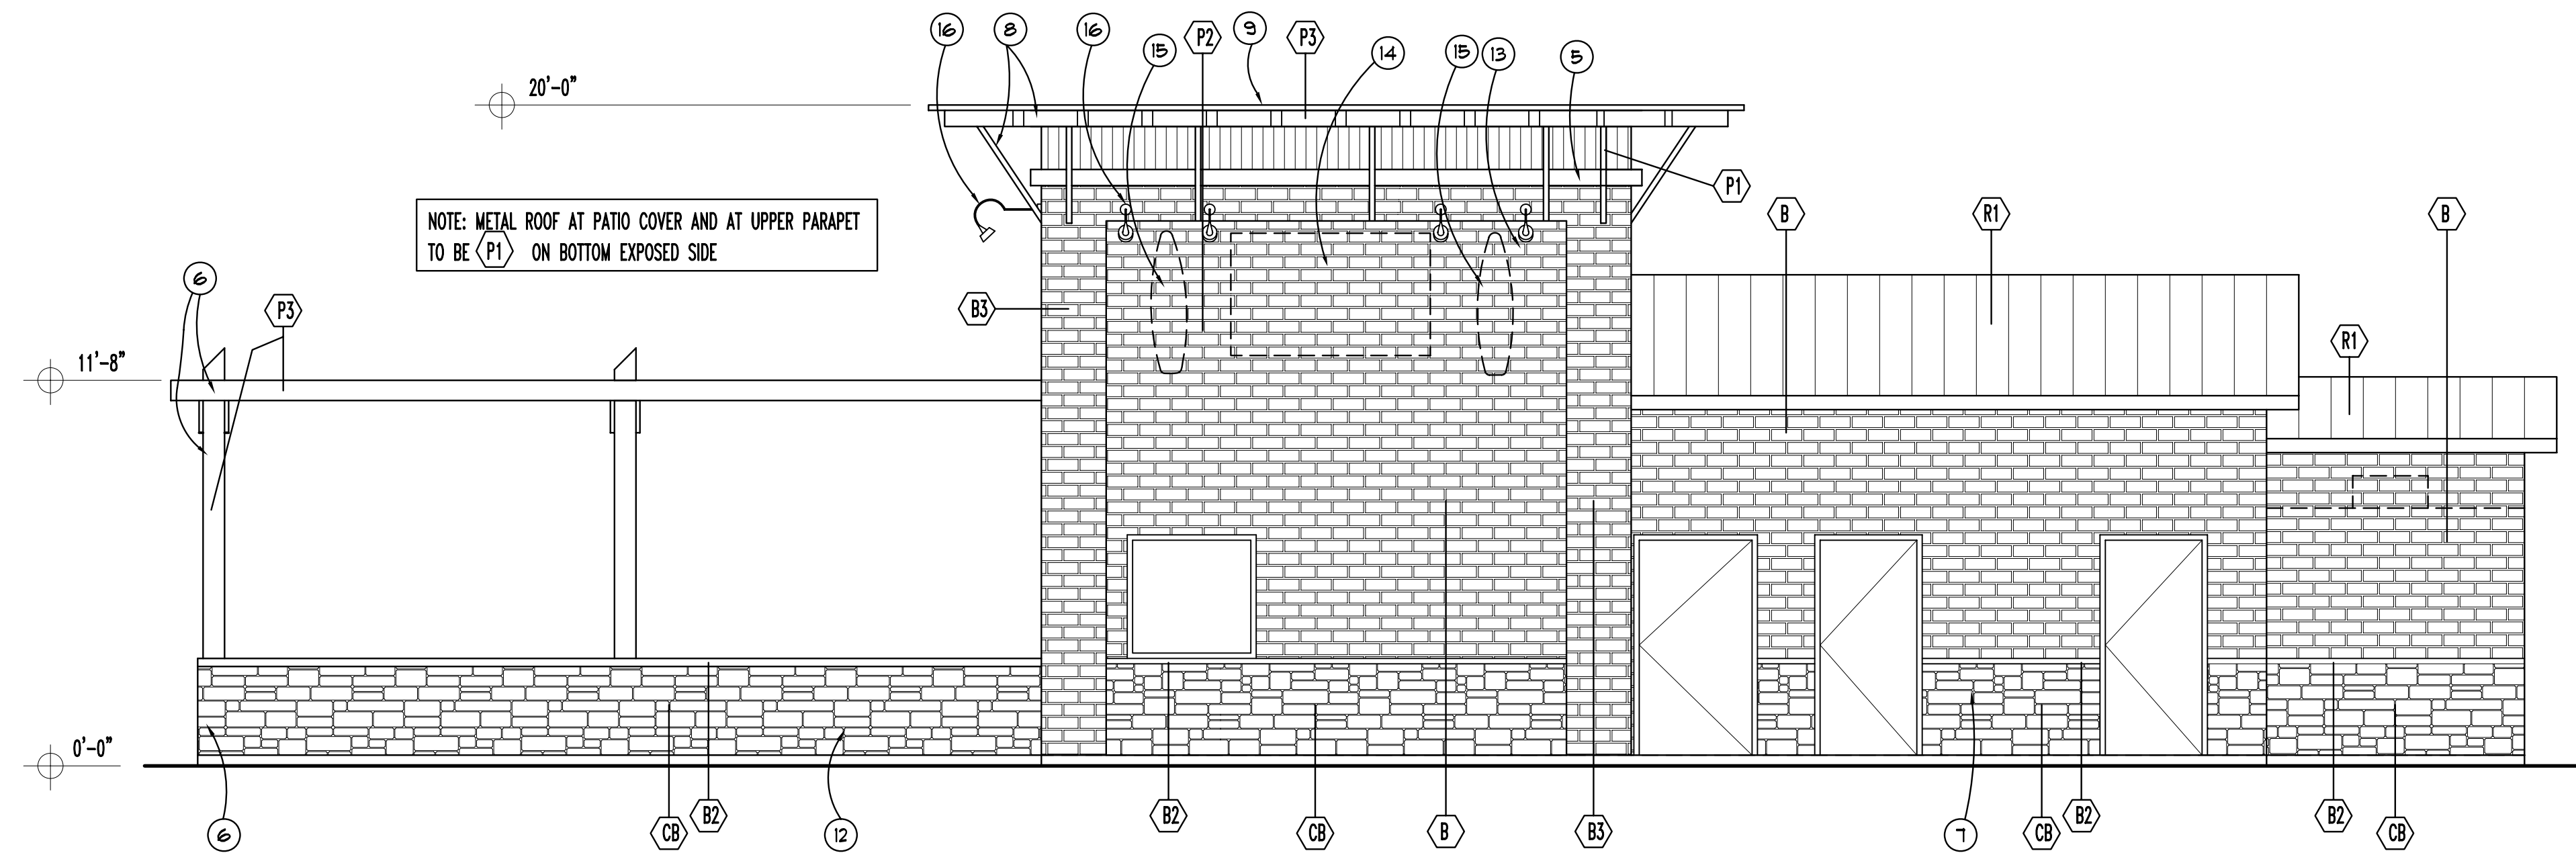 16
8
16
15
P2
9
P3
14
15
13
5
20'-0"
P1
NOTE: METAL ROOF AT PATIO COVER AND AT UPPER PARAPET
TO BE P1 ON BOTTOM EXPOSED SIDE
B
R1
B
6
P3
B3
R1
11'-8"
0'-0"
6
CB
B2
12
B2
CB
B
B3
7
CB
B2
B2
CB